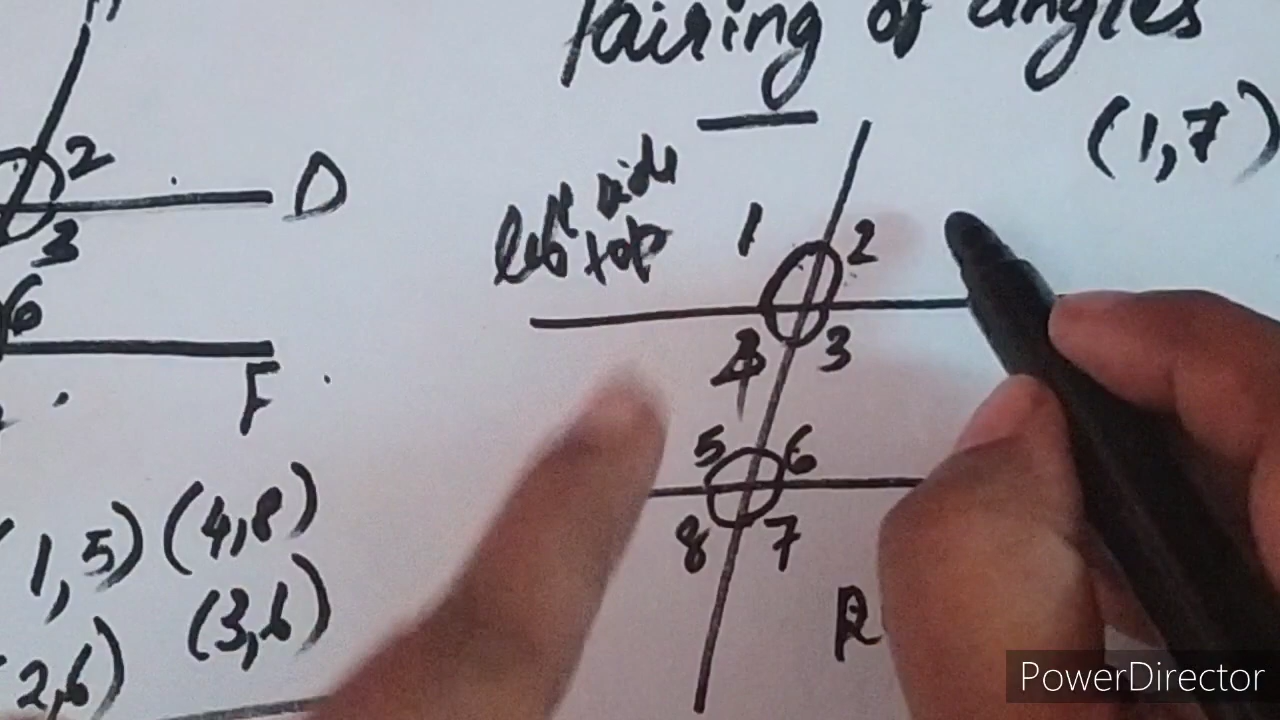 Pairing of angles
(1,7)
left side
top
1 2
4 3
5 6
8 7
R
2 D
3
6
F
1,5) (4,8)
(3,6)
2,6)
PowerDirector